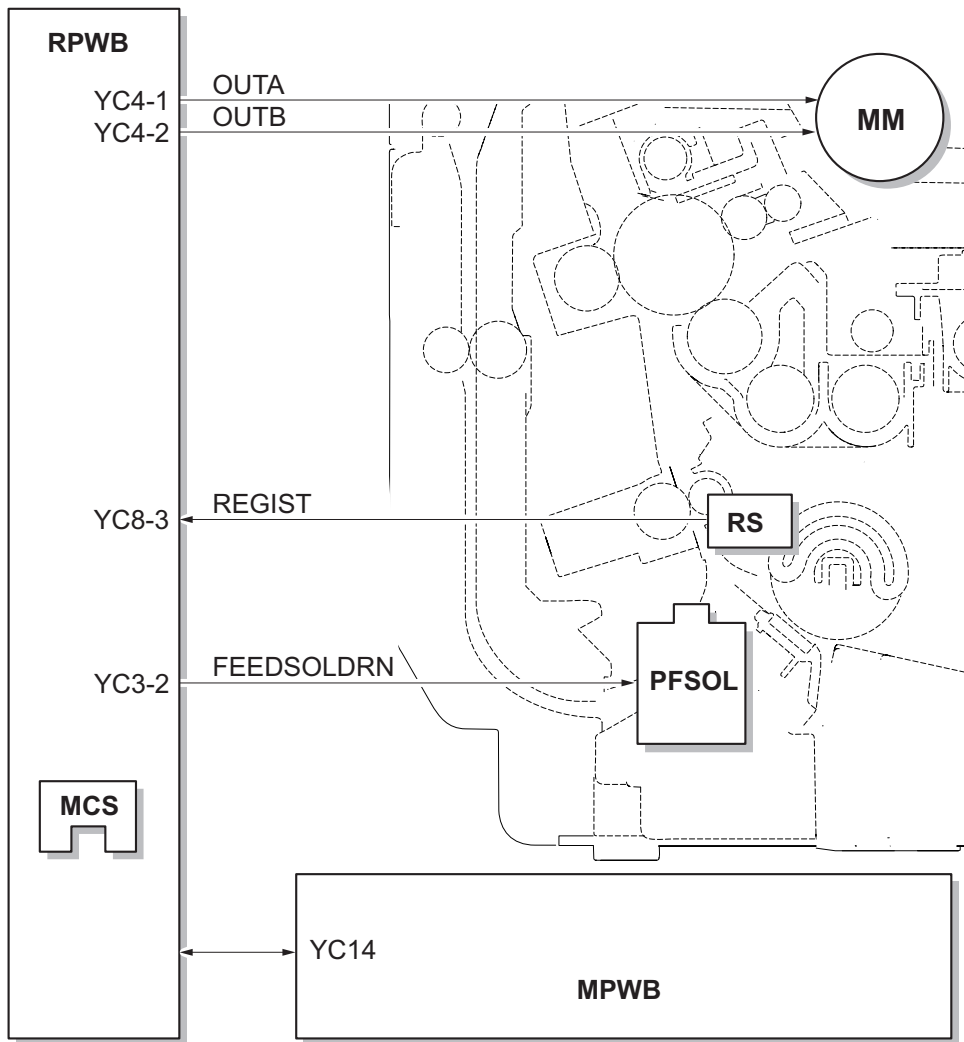 RPWB
YC4-1
OUTA
YC4-2
OUTB
MM
YC8-3
REGIST
RS
YC3-2
FEEDSOLDRN
PFSOL
MCS
YC14
MPWB